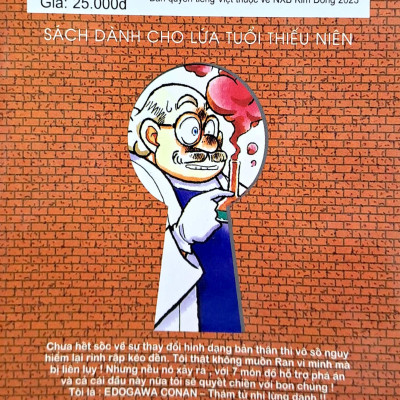 Giá: 25.000đ
Bản quyền tiếng Việt thuộc về NXB Kim Đồng 2023
SÁCH DÀNH CHO LỨA TUỔI THIẾU NIÊN
Chưa hết sốc về sự thay đổi hình dạng bản thân thì vô số nguy
hiểm lại rình rập kéo đến. Tôi thật không muốn Ran vì mình mà
bị liên lụy! Nhưng nếu nó xảy ra, với 7 món đồ hỗ trợ phá án
và cả cái đầu này nữa tôi sẽ quyết chiến với bọn chúng!
Tôi là: EDOGAWA CONAN - Thám tử nhí lừng danh!!